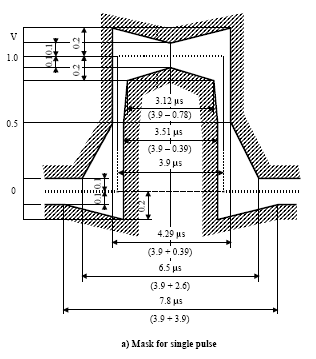 V
0.2
0.1
0.1
1.0
0.2
3.12 µs
(3.9 – 0.78)
0.5
3.51 µs
(3.9 – 0.39)
3.9 µs
0.1
0
0.1
0.2
4.29 µs
(3.9 + 0.39)
6.5 µs
(3.9 + 2.6)
7.8 µs
(3.9 + 3.9)
a) Mask for single pulse